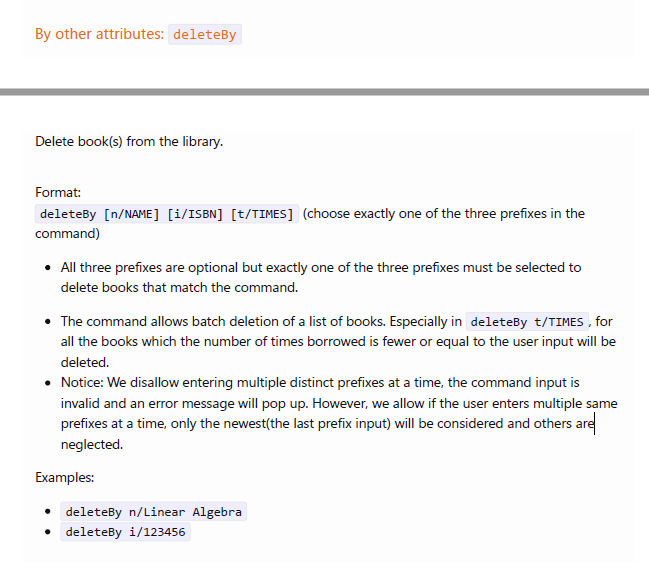 By other attributes: deleteBy
Delete book(s) from the library.
Format:
deleteBy [n/NAME] [i/ISBN] [t/TIMES] (choose exactly one of the three prefixes in the
command)
• All three prefixes are optional but exactly one of the three prefixes must be selected to
delete books that match the command.
• The command allows batch deletion of a list of books. Especially in deleteBy t/TIMES , for
all the books which the number of times borrowed is fewer or equal to the user input will be
deleted.
• Notice: We disallow entering multiple distinct prefixes at a time, the command input is
invalid and an error message will pop up. However, we allow if the user enters multiple same
prefixes at a time, only the newest(the last prefix input) will be considered and others are
neglected.
Examples:
• deleteBy n/Linear Algebra
• deleteBy i/123456